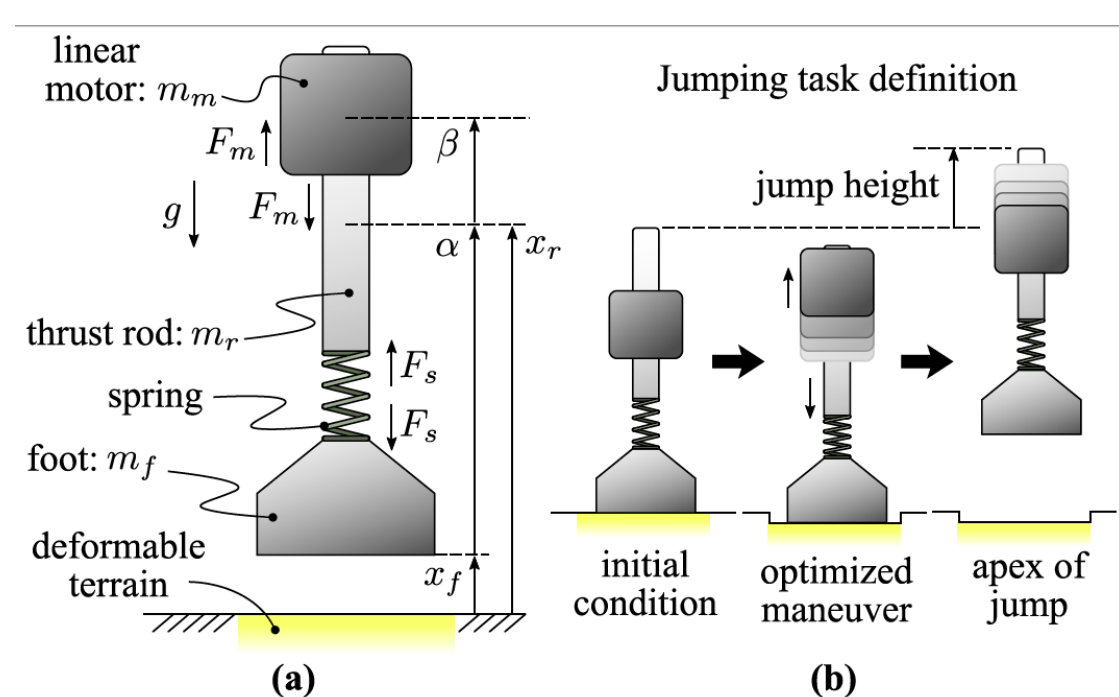 linear
motor: m_m
F_m
g
F_m
β
α
x_r
thrust rod: m_r
F_s
spring
F_s
foot: m_f
deformable
terrain
x_f
(a)
Jumping task definition
jump height
initial
condition
optimized
maneuver
apex of
jump
(b)